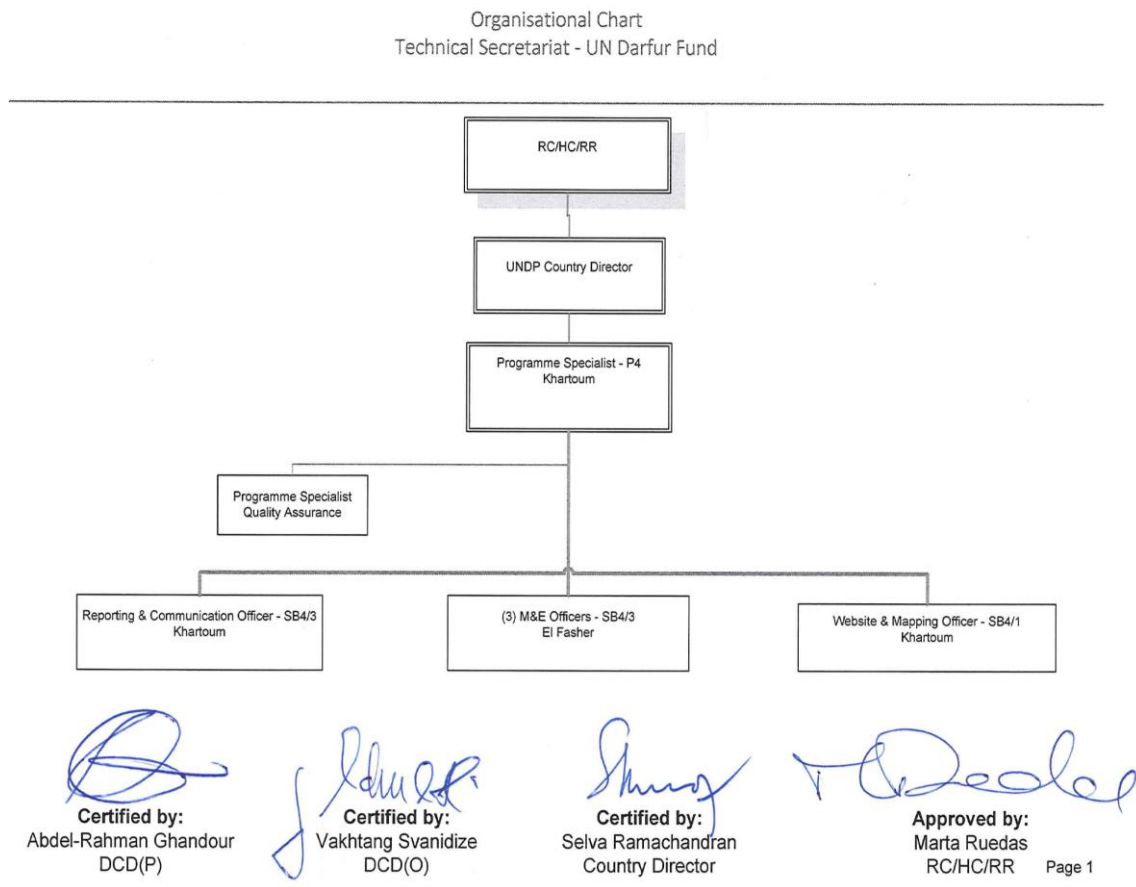 Organisational Chart
Technical Secretariat - UN Darfur Fund
RC/HC/RR
UNDP Country Director
Programme Specialist - P4
Khartoum
Programme Specialist
Quality Assurance
Reporting & Communication Officer - SB4/3
Khartoum
(3) M&E Officers - SB4/3
El Fasher
Website & Mapping Officer - SB4/1
Khartoum
Certified by:
Abdel-Rahman Ghandour
DCD(P)
Certified by:
Vakhtang Svanidize
DCD(O)
Certified by:
Selva Ramachandran
Country Director
Approved by:
Marta Ruedas
RC/HC/RR
Page 1